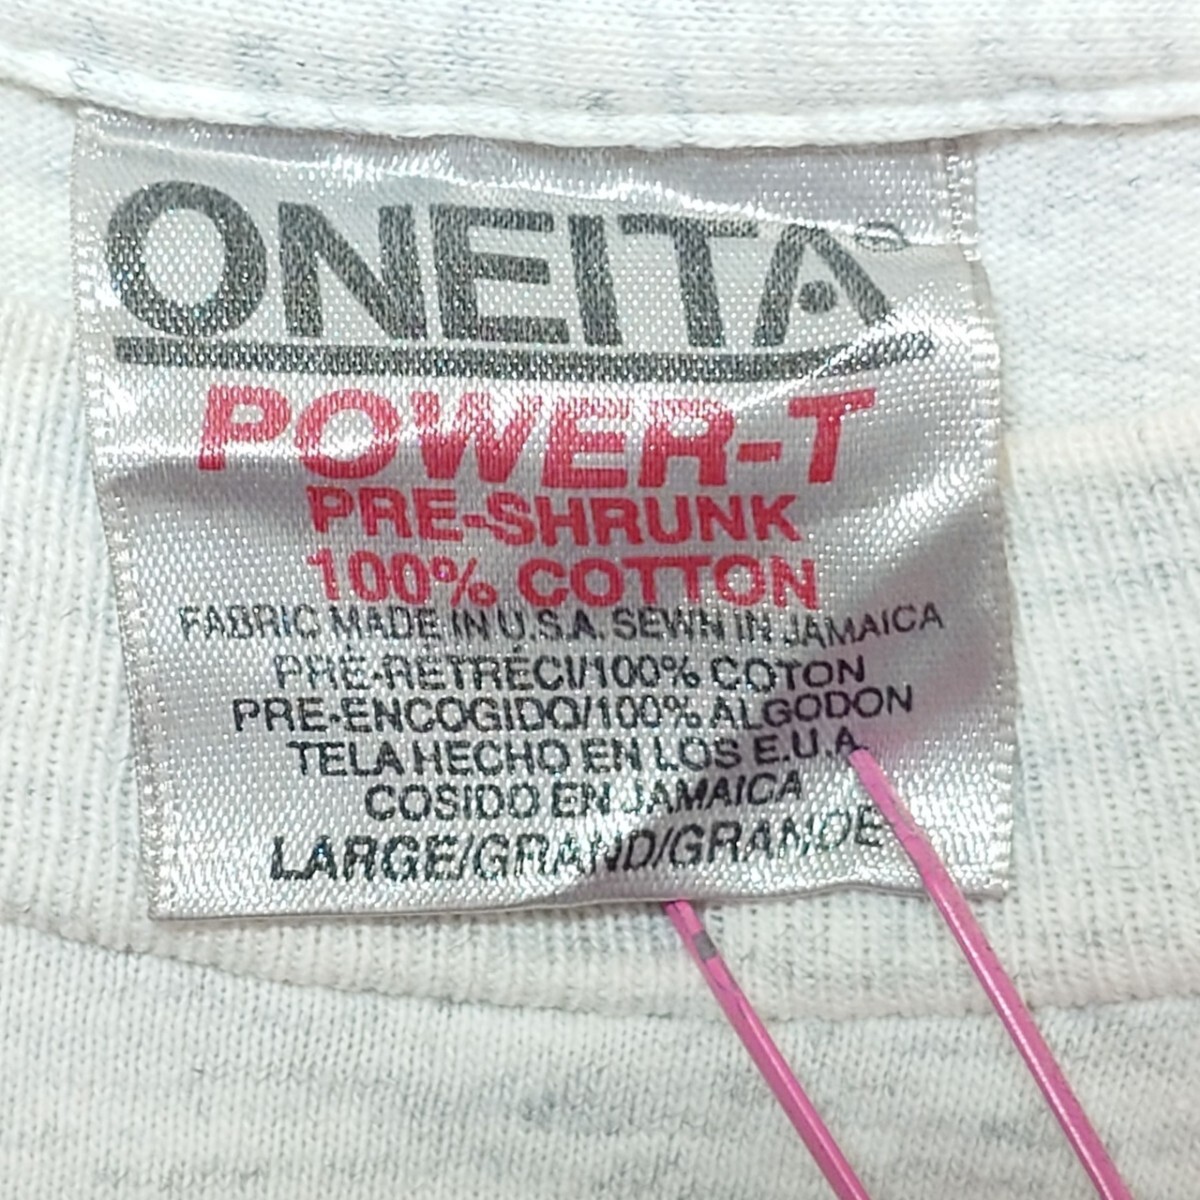 ONEITA®
POWER-T
PRE-SHRUNK
100% COTTON
FABRIC MADE IN U.S.A. SEWN IN JAMAICA
PRÉ-RETRÉCI/100% COTON
PRE-ENCOGIDO/100% ALGODON
TELA HECHO EN LOS E.U.A.
COSIDO EN JAMAICA
LARGE/GRAND/GRANDE